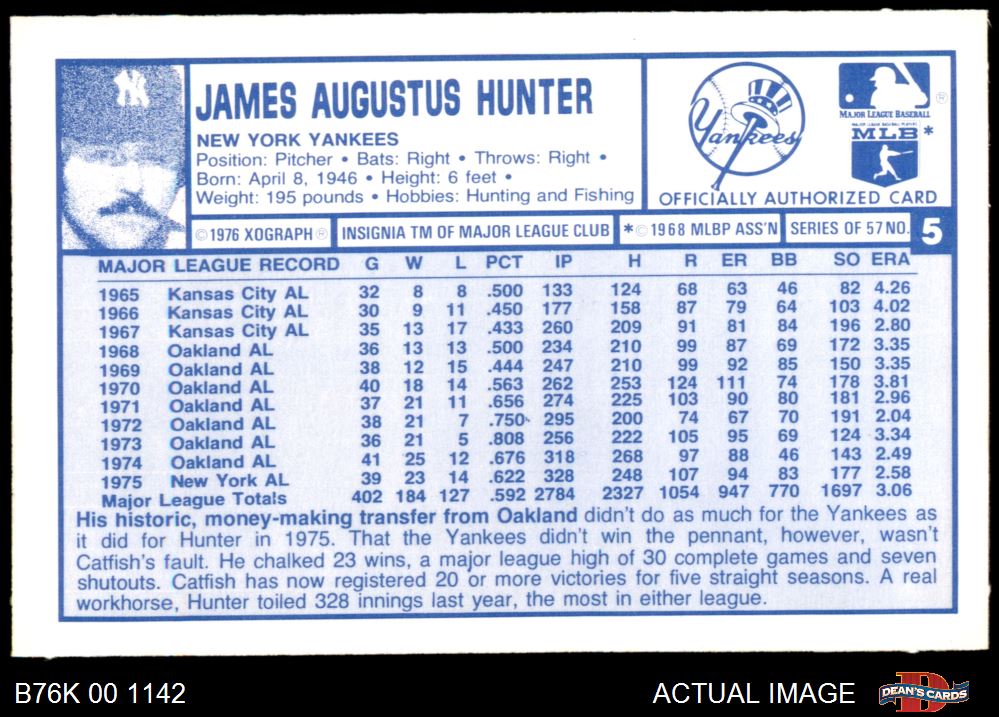 NY
JAMES AUGUSTUS HUNTER
NEW YORK YANKEES
Position: Pitcher • Bats: Right • Throws: Right •
Born: April 8, 1946 • Height: 6 feet •
Weight: 195 pounds • Hobbies: Hunting and Fishing
Yankees
MAJOR LEAGUE BASEBALL
®
MAJOR LEAGUE BASEBALL PLAYERS
MLB*
OFFICIALLY AUTHORIZED CARD
© 1976 XOGRAPH ® INSIGNIA TM OF MAJOR LEAGUE CLUB * © 1968 MLBP ASS'N SERIES OF 57 NO. 5
MAJOR LEAGUE RECORD G W L PCT IP H R ER BB SO ERA
1965 Kansas City AL 32 8 8 .500 133 124 68 63 46 82 4.26
1966 Kansas City AL 30 9 11 .450 177 158 87 79 64 103 4.02
1967 Kansas City AL 35 13 17 .433 260 209 91 81 84 196 2.80
1968 Oakland AL 36 13 13 .500 234 210 99 87 69 172 3.35
1969 Oakland AL 38 12 15 .444 247 210 99 92 85 150 3.35
1970 Oakland AL 40 18 14 .563 262 253 124 111 74 178 3.81
1971 Oakland AL 37 21 11 .656 274 225 103 90 80 181 2.96
1972 Oakland AL 38 21 7 .750 295 200 74 67 70 191 2.04
1973 Oakland AL 36 21 5 .808 256 222 105 95 69 124 3.34
1974 Oakland AL 41 25 12 .676 318 268 97 88 46 143 2.49
1975 New York AL 39 23 14 .622 328 248 107 94 83 177 2.58
Major League Totals 402 184 127 .592 2784 2327 1054 947 770 1697 3.06
His historic, money-making transfer from Oakland didn't do as much for the Yankees as
it did for Hunter in 1975. That the Yankees didn't win the pennant, however, wasn't
Catfish's fault. He chalked 23 wins, a major league high of 30 complete games and seven
shutouts. Catfish has now registered 20 or more victories for five straight seasons. A real
workhorse, Hunter toiled 328 innings last year, the most in either league.
B76K 00 1142 ACTUAL IMAGE
D
DEAN'S CARDS